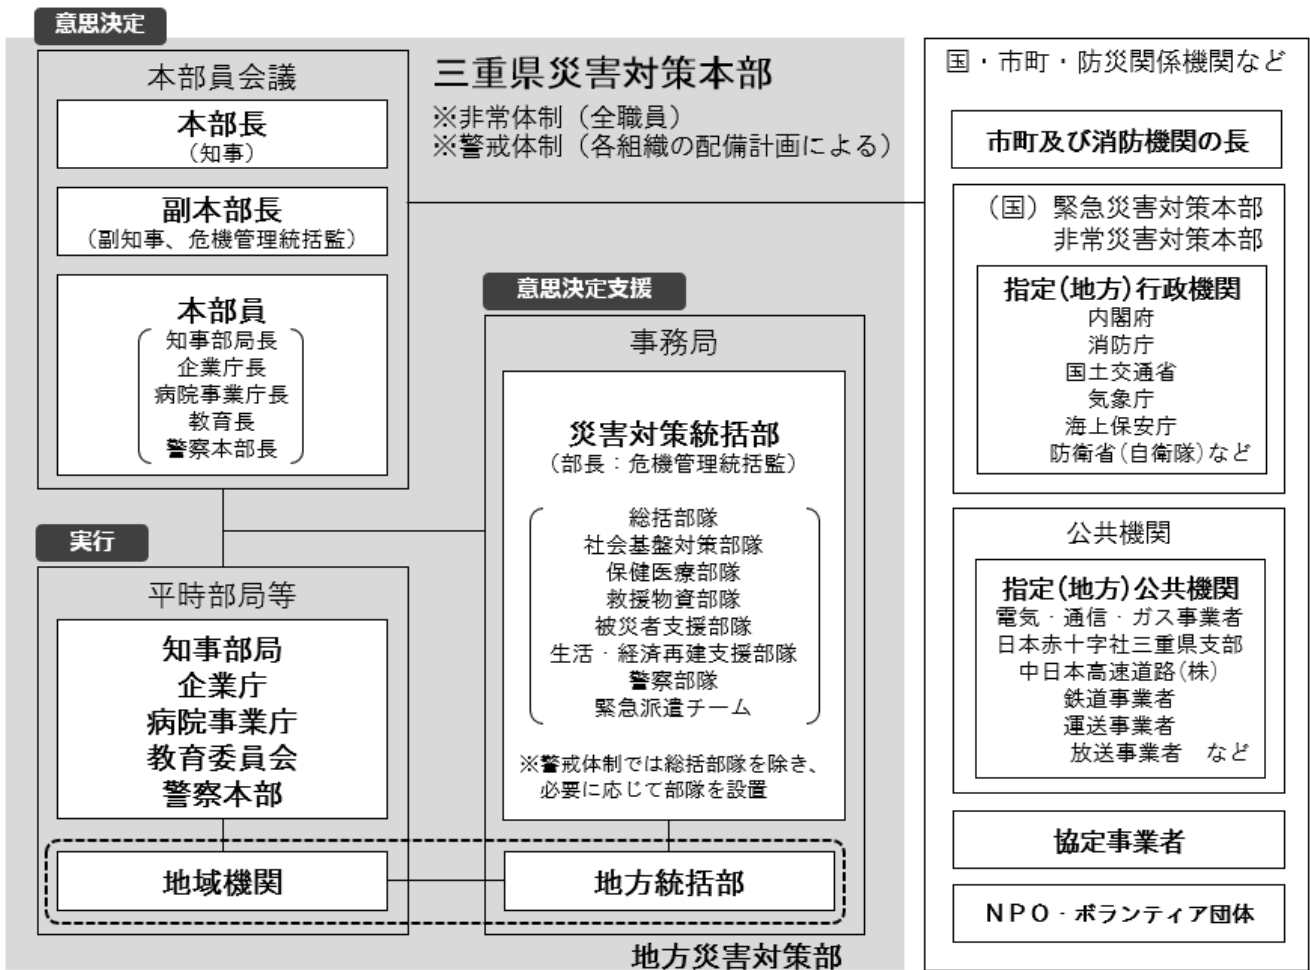 意思決定
本部員会議
本部長
（知事）
副本部長
（副知事、危機管理統括監）
本部員
知事部局長
企業庁長
病院事業庁長
教育長
警察本部長
三重県災害対策本部
※非常体制（全職員）
※警戒体制（各組織の配備計画による）
意思決定支援
事務局
災害対策統括部
（部長：危機管理統括監）
総括部隊
社会基盤対策部隊
保健医療部隊
救援物資部隊
被災者支援部隊
生活・経済再建支援部隊
警察部隊
緊急派遣チーム
※警戒体制では総括部隊を除き、
必要に応じて部隊を設置
地方統括部
実行
平時部局等
知事部局
企業庁
病院事業庁
教育委員会
警察本部
地域機関
地方災害対策部
国・市町・防災関係機関など
市町及び消防機関の長
（国）緊急災害対策本部
非常災害対策本部
指定(地方)行政機関
内閣府
消防庁
国土交通省
気象庁
海上保安庁
防衛省(自衛隊)など
公共機関
指定(地方)公共機関
電気・通信・ガス事業者
日本赤十字社三重県支部
中日本高速道路(株)
鉄道事業者
運送事業者
放送事業者　など
協定事業者
ＮＰＯ・ボランティア団体